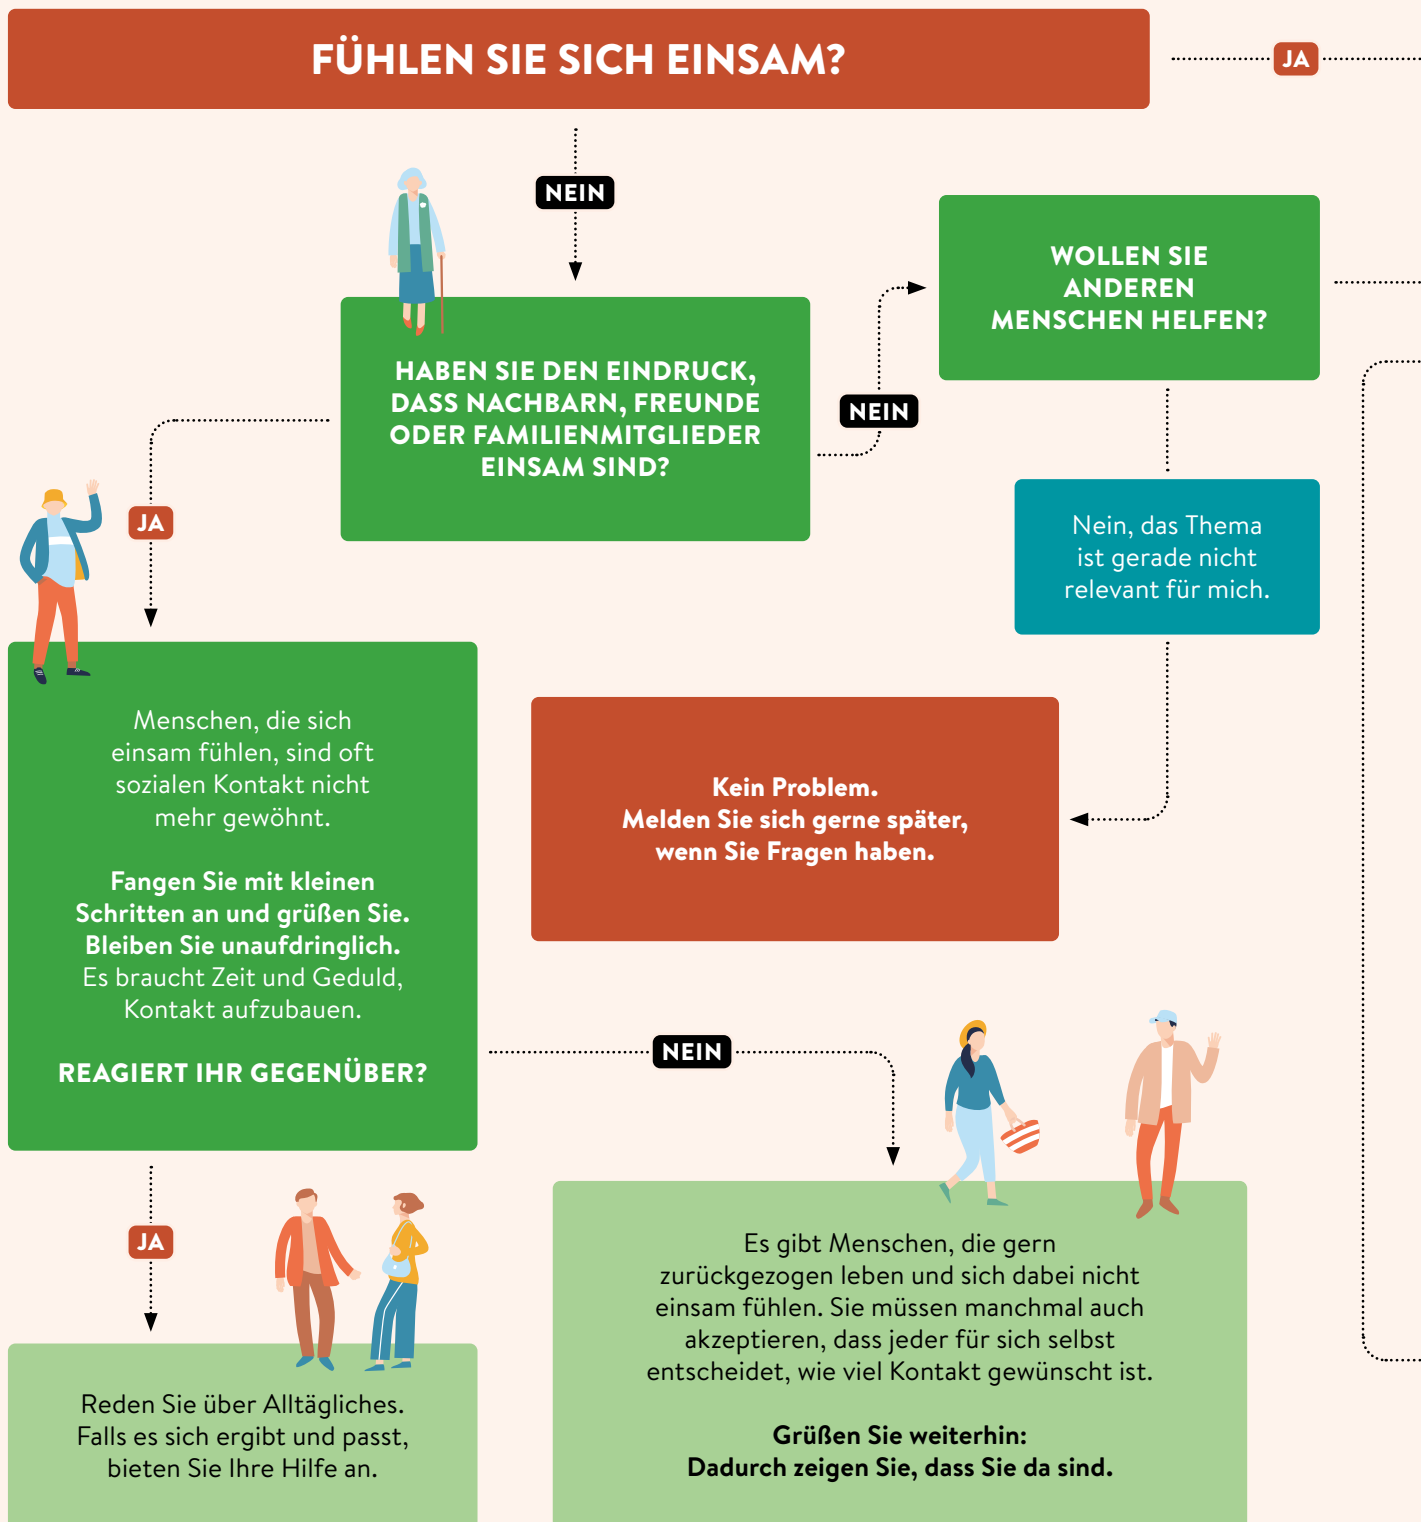 FÜHLEN SIE SICH EINSAM?
JA
NEIN
WOLLEN SIE
ANDEREN
MENSCHEN HELFEN?
HABEN SIE DEN EINDRUCK,
DASS NACHBARN, FREUNDE
ODER FAMILIENMITGLIEDER
EINSAM SIND?
NEIN
JA
Nein, das Thema
ist gerade nicht
relevant für mich.
Menschen, die sich
einsam fühlen, sind oft
sozialen Kontakt nicht
mehr gewöhnt.
Fangen Sie mit kleinen
Schritten an und grüßen Sie.
Bleiben Sie unaufdringlich.
Es braucht Zeit und Geduld,
Kontakt aufzubauen.
REAGIERT IHR GEGENÜBER?
Kein Problem.
Melden Sie sich gerne später,
wenn Sie Fragen haben.
NEIN
JA
Es gibt Menschen, die gern
zurückgezogen leben und sich dabei nicht
einsam fühlen. Sie müssen manchmal auch
akzeptieren, dass jeder für sich selbst
entscheidet, wie viel Kontakt gewünscht ist.
Grüßen Sie weiterhin:
Dadurch zeigen Sie, dass Sie da sind.
Reden Sie über Alltägliches.
Falls es sich ergibt und passt,
bieten Sie Ihre Hilfe an.